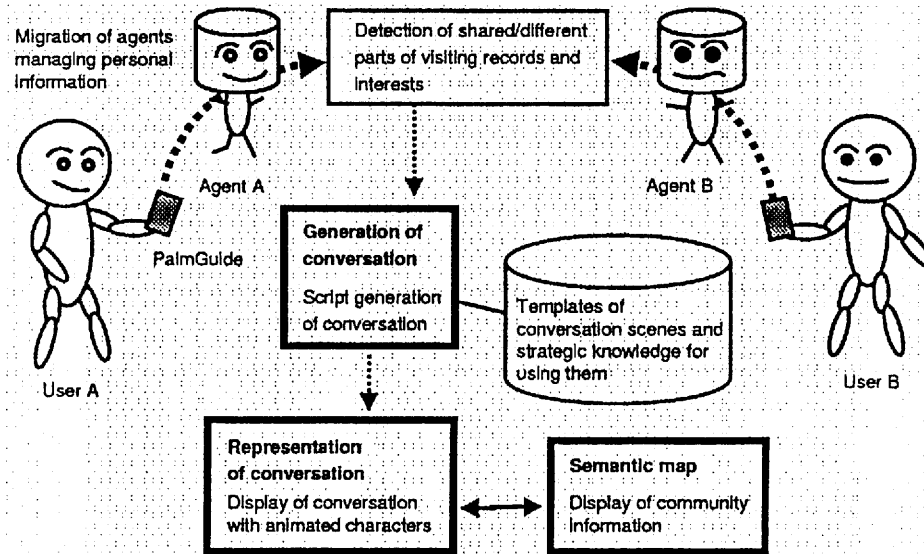 Migration of agents
managing personal
information
Detection of shared/different
parts of visiting records and
interests
Agent A
Agent B
PalmGuide
User A
User B
Generation of
conversation
Script generation
of conversation
Templates of
conversation scenes and
strategic knowledge for
using them
Representation
of conversation
Display of conversation
with animated characters
Semantic map
Display of community
information